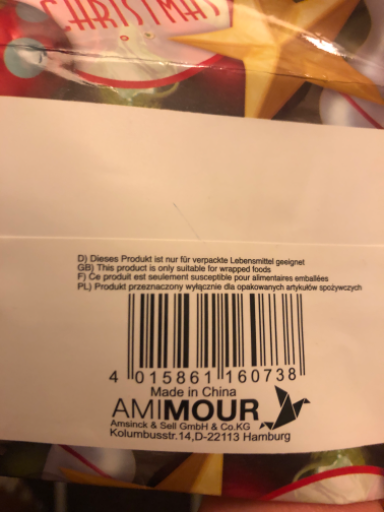 CHRISTMAS
D) Dieses Produkt ist nur für verpackte Lebensmittel geeignet
GB) This product is only suitable for wrapped foods
F) Ce produit est seulement susceptible pour alimentaires emballées
PL) Produkt przeznaczony wyłącznie dla opakowanych artykułów spożywczych
4 015861 160738
Made in China
AMIMOUR
Amsinck & Sell GmbH & Co.KG
Kolumbusstr.14,D-22113 Hamburg